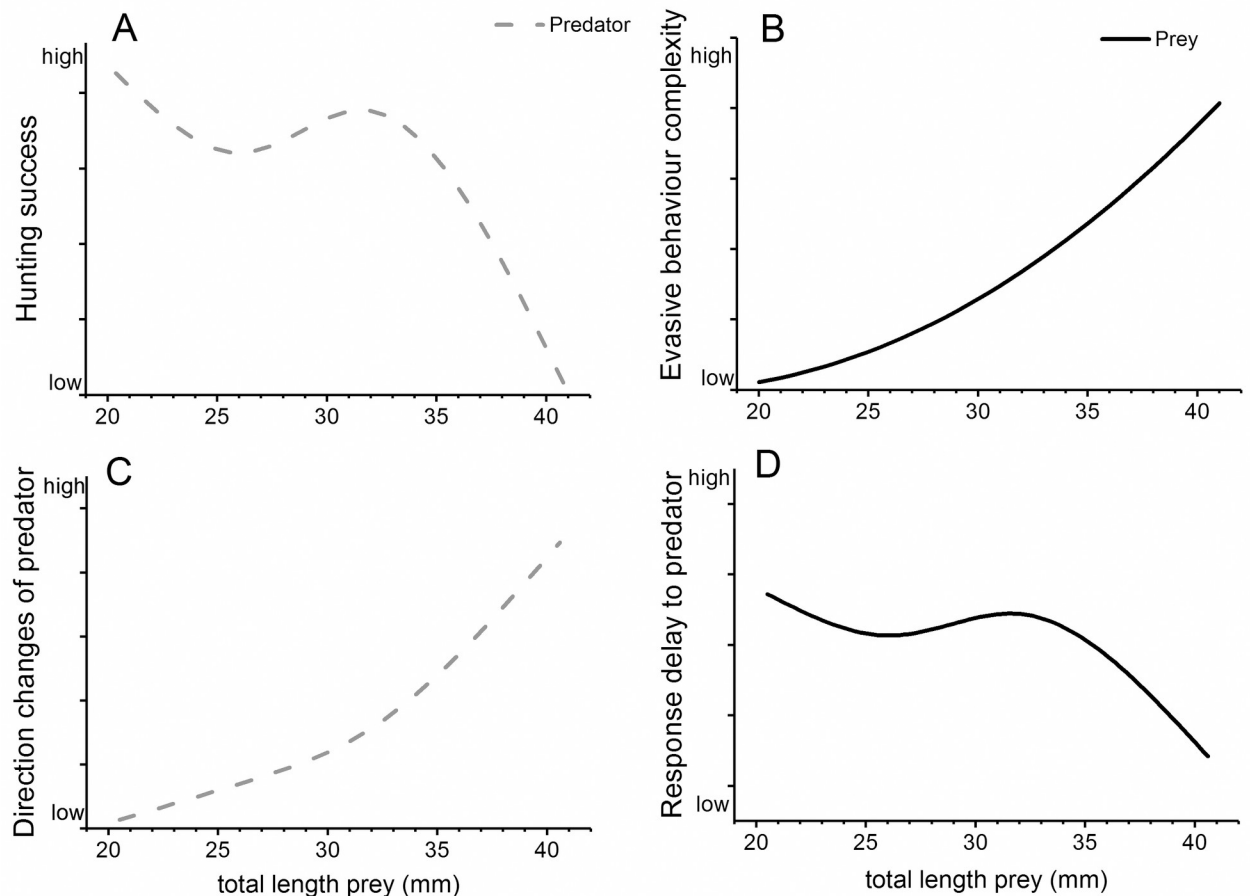 A
Predator
high
Hunting success
low
20 25 30 35 40
B
Prey
high
Evasive behaviour complexity
low
20 25 30 35 40
C
high
Direction changes of predator
low
20 25 30 35 40
total length prey (mm)
D
high
Response delay to predator
low
20 25 30 35 40
total length prey (mm)